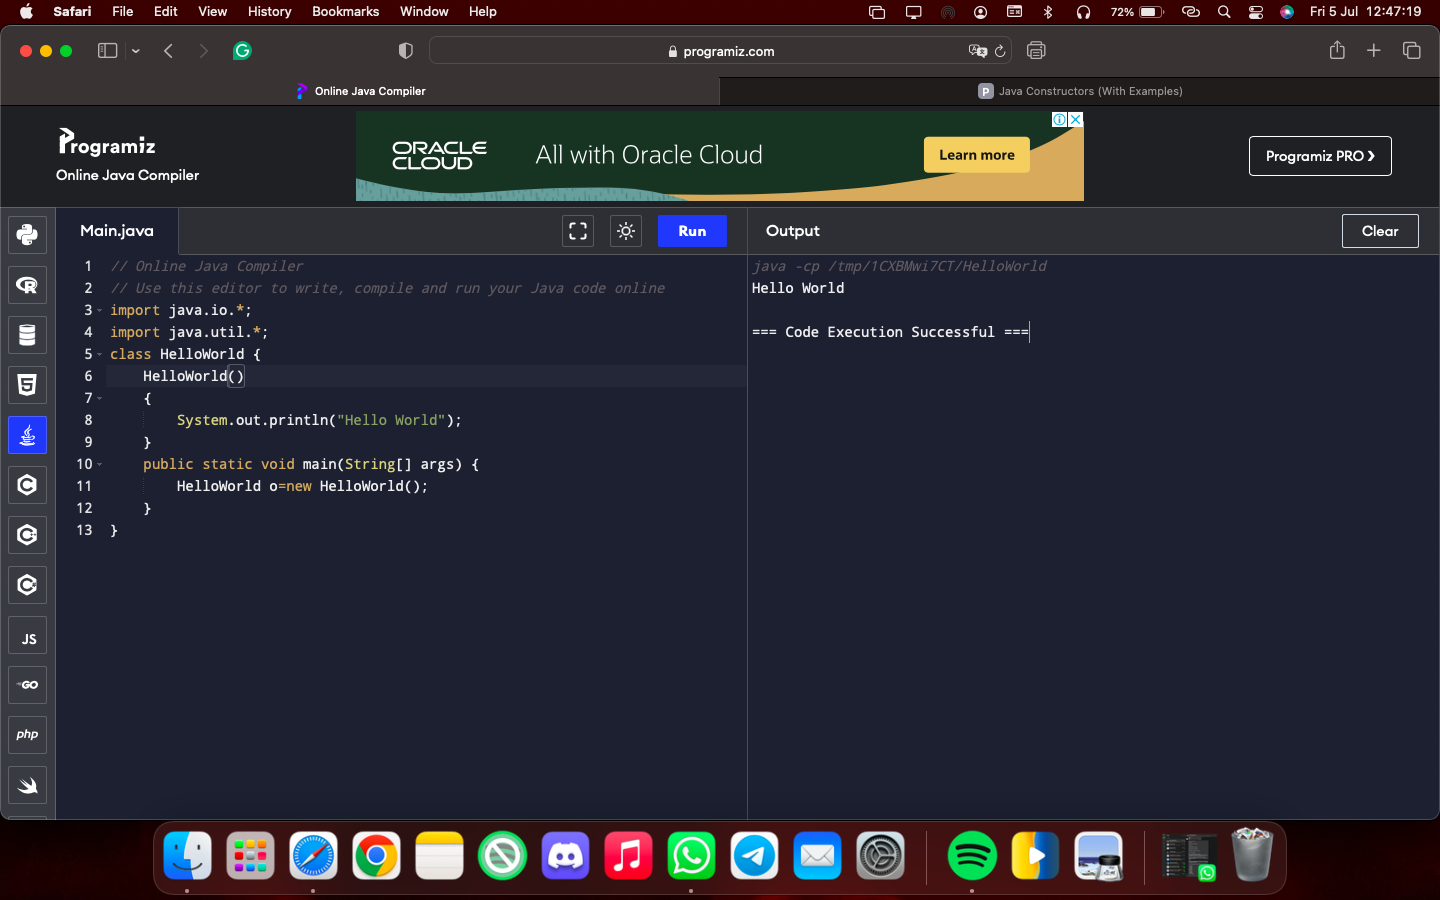 Safari File Edit View History Bookmarks Window Help 72% Fri 5 Jul 12:47:19
programiz.com
Online Java Compiler
P Java Constructors (With Examples)
Programiz
Online Java Compiler
ORACLE
CLOUD
All with Oracle Cloud
Learn more
Programiz PRO ❯
Main.java
Run
Output
Clear
1 // Online Java Compiler
2 // Use this editor to write, compile and run your Java code online
3 import java.io.*;
4 import java.util.*;
5 class HelloWorld {
6 HelloWorld()
7 {
8 System.out.println("Hello World");
9 }
10 public static void main(String[] args) {
11 HelloWorld o=new HelloWorld();
12 }
13 }
java -cp /tmp/1CXBMwi7CT/HelloWorld
Hello World
=== Code Execution Successful ===
R
5
C
C
C
JS
GO
php